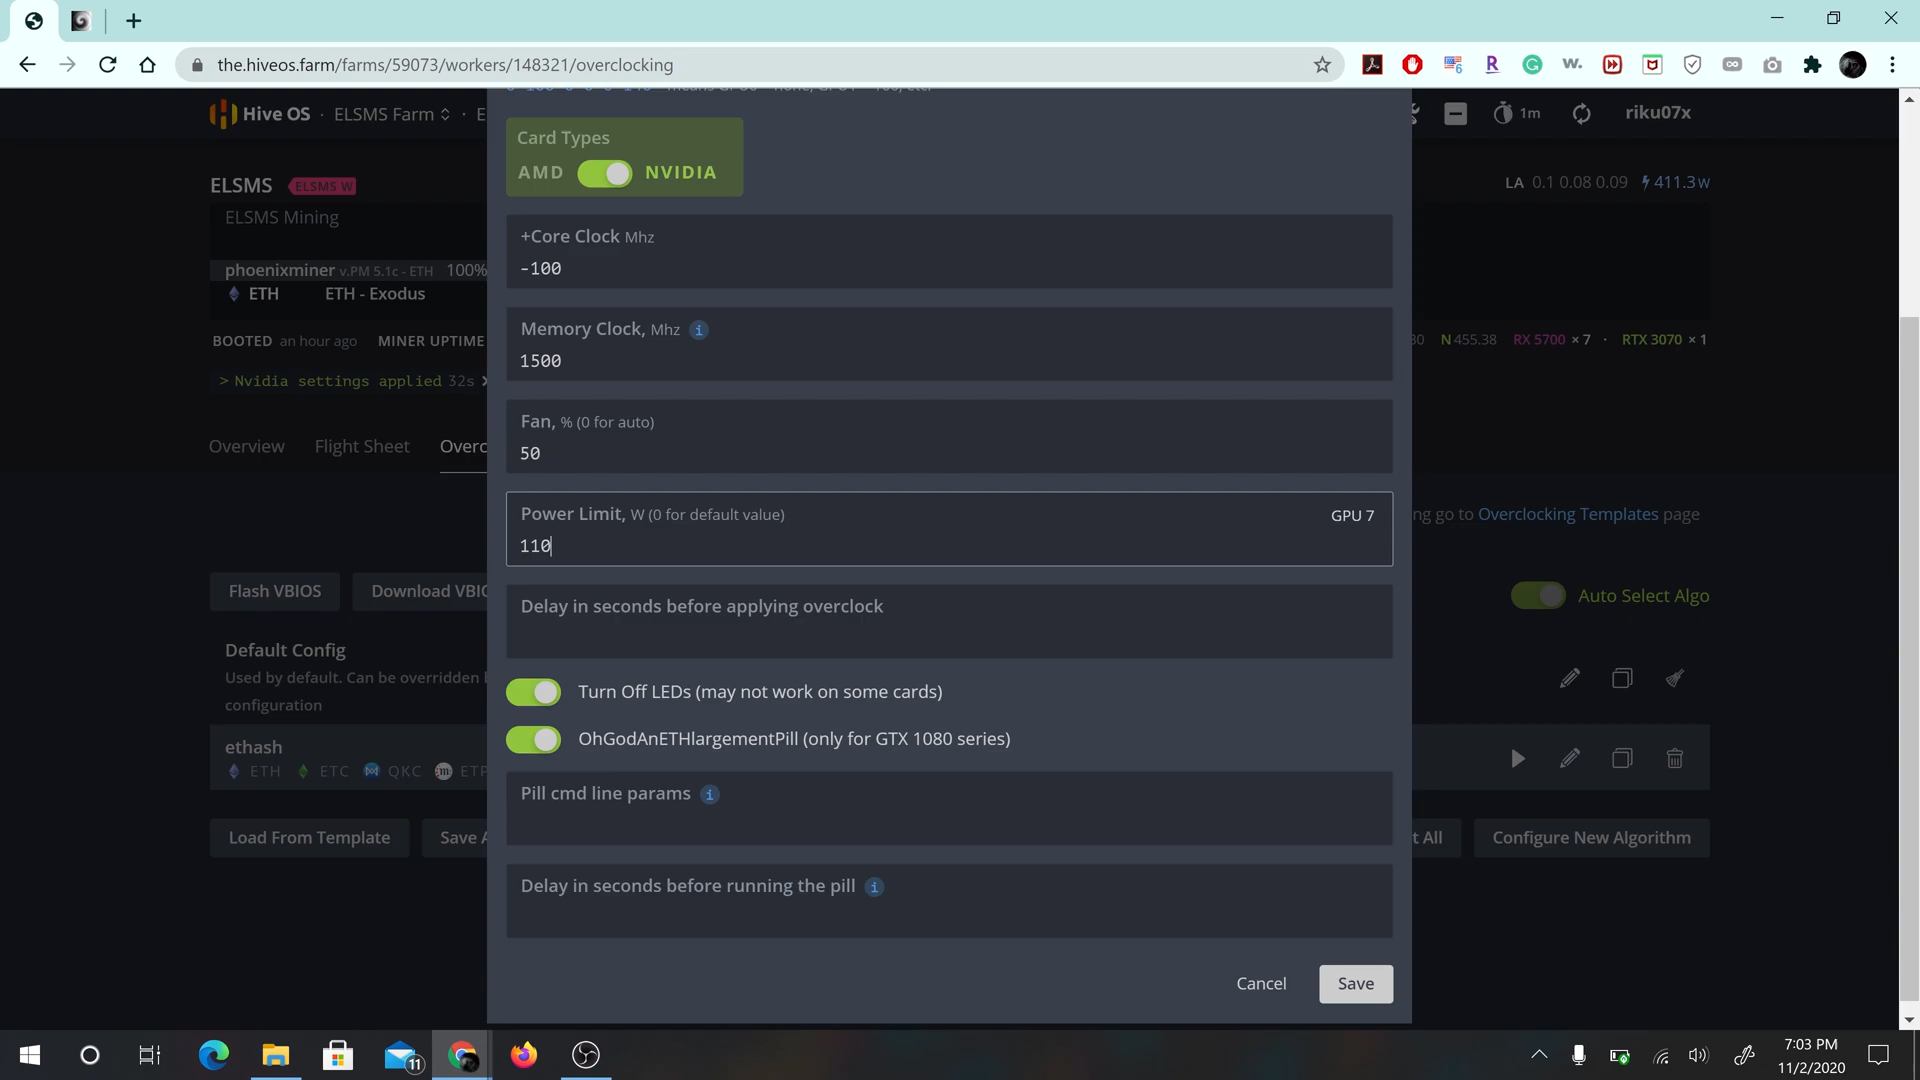 the.hiveos.farm/farms/59073/workers/148321/overclocking
Hive OS · ELSMS Farm · E
1m
riku07x
Card Types
AMD NVIDIA
ELSMS ELSMS W
ELSMS Mining
LA 0.1 0.08 0.09 411.3 W
+Core Clock Mhz
-100
phoenixminer v.PM 5.1c - ETH 100%
ETH ETH - Exodus
Memory Clock, Mhz i
1500
BOOTED an hour ago MINER UPTIME
N 455.38 RX 5700 × 7 · RTX 3070 × 1
> Nvidia settings applied 32s
Fan, % (0 for auto)
50
Overview Flight Sheet Overc
Power Limit, W (0 for default value) GPU 7
110
ng go to Overclocking Templates page
Flash VBIOS Download VBIO
Delay in seconds before applying overclock
Auto Select Algo
Default Config
Used by default. Can be overridden
configuration
Turn Off LEDs (may not work on some cards)
OhGodAnETHlargementPill (only for GTX 1080 series)
ethash
ETH ETC QKC ETP
Pill cmd line params i
Load From Template Save A
t All Configure New Algorithm
Delay in seconds before running the pill i
Cancel Save
11
7:03 PM
11/2/2020